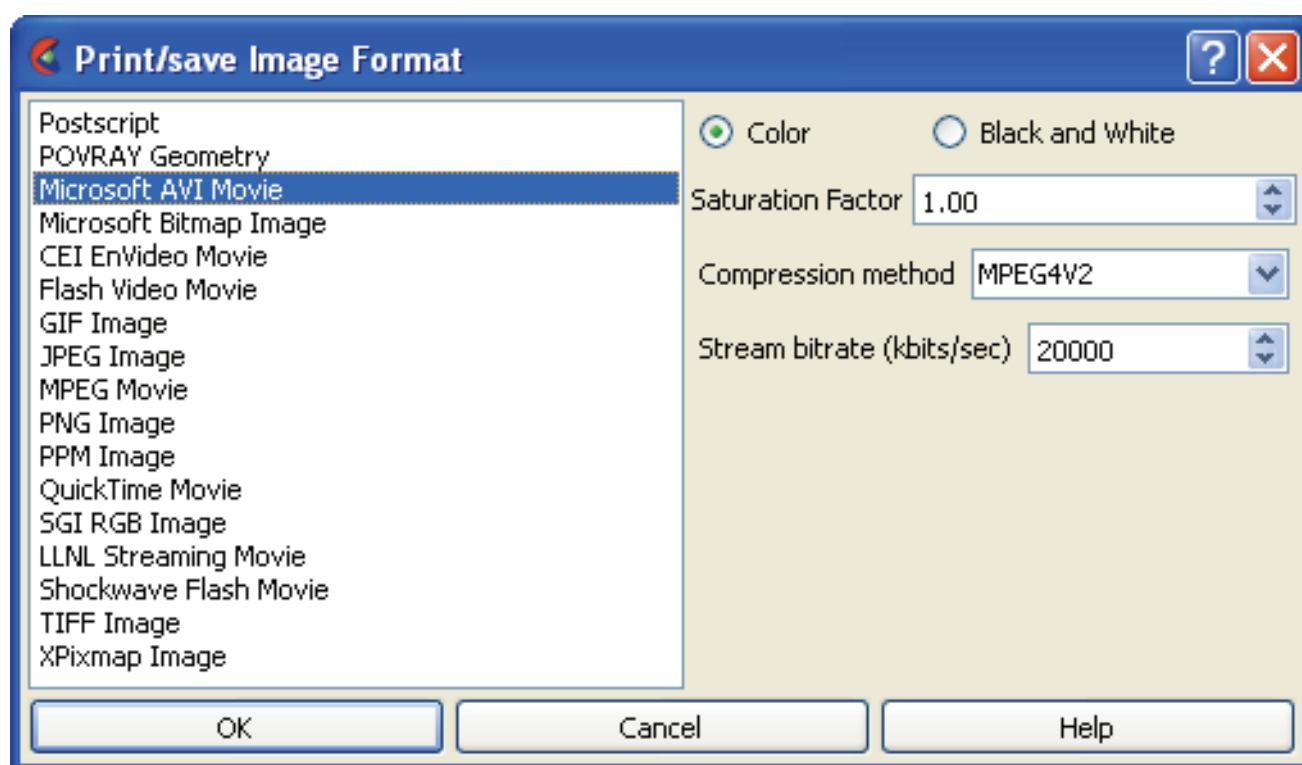 Print/save Image Format
Postscript
POVRAY Geometry
Microsoft AVI Movie
Microsoft Bitmap Image
CEI EnVideo Movie
Flash Video Movie
GIF Image
JPEG Image
MPEG Movie
PNG Image
PPM Image
QuickTime Movie
SGI RGB Image
LLNL Streaming Movie
Shockwave Flash Movie
TIFF Image
XPixmap Image
Color Black and White
Saturation Factor 1.00
Compression method MPEG4V2
Stream bitrate (kbits/sec) 20000
OK Cancel Help